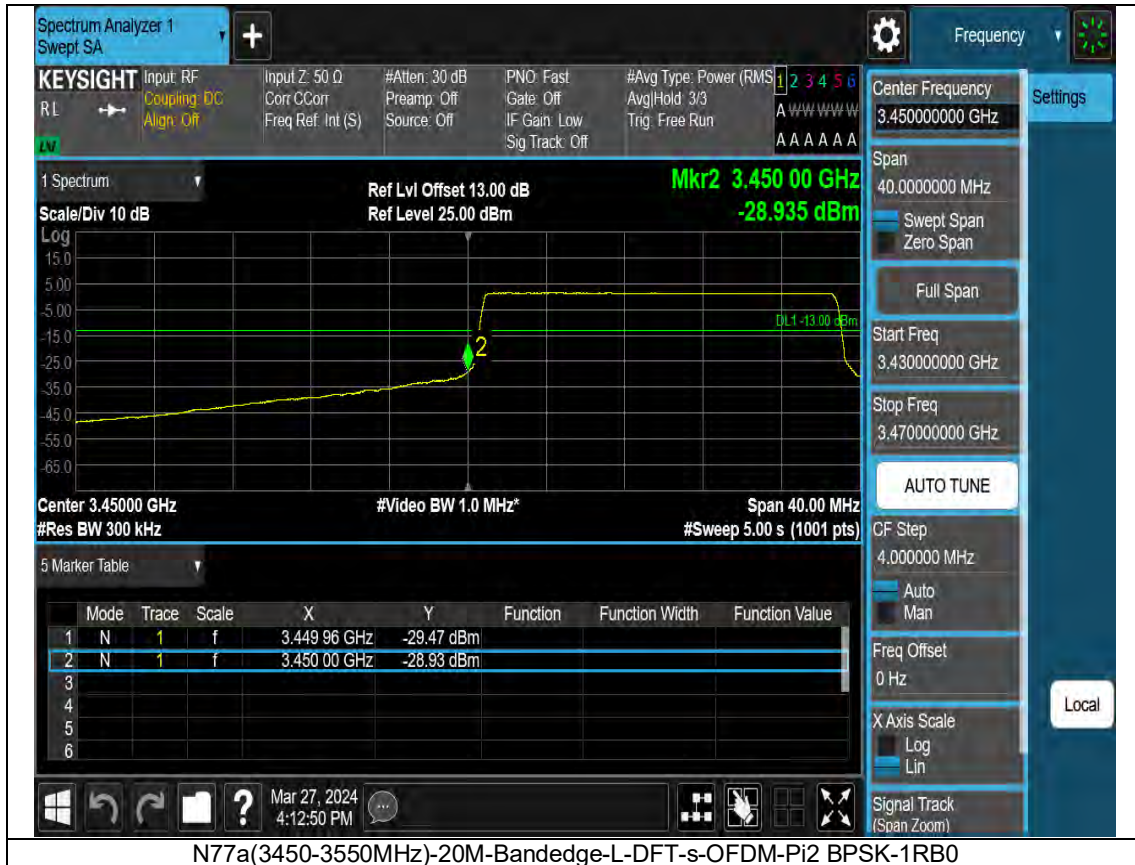 Spectrum Analyzer 1
Swept SA
Frequency
KEYSIGHT
RL
LXI
Input: RF
Coupling: DC
Align: Off
Input Z: 50 Ω
Corr CCorr
Freq Ref: Int (S)
#Atten: 30 dB
Preamp: Off
Source: Off
PNO: Fast
Gate: Off
IF Gain: Low
Sig Track: Off
#Avg Type: Power (RMS
Avg|Hold: 3/3
Trig: Free Run
1 2 3 4 5 6
A W W W W W
A A A A A A
1 Spectrum
Scale/Div 10 dB
Ref Lvl Offset 13.00 dB
Ref Level 25.00 dBm
Mkr2 3.450 00 GHz
-28.935 dBm
Log
15.0
5.00
-5.00
-15.0
-25.0
-35.0
-45.0
-55.0
-65.0
DL1 -13.00 dBm
2
Center 3.45000 GHz
#Res BW 300 kHz
#Video BW 1.0 MHz*
Span 40.00 MHz
#Sweep 5.00 s (1001 pts)
5 Marker Table
Mode Trace Scale X Y Function Function Width Function Value
1 N 1 f 3.449 96 GHz -29.47 dBm
2 N 1 f 3.450 00 GHz -28.93 dBm
3
4
5
6
Mar 27, 2024
4:12:50 PM
?
Center Frequency
3.450000000 GHz
Settings
Span
40.0000000 MHz
Swept Span
Zero Span
Full Span
Start Freq
3.430000000 GHz
Stop Freq
3.470000000 GHz
AUTO TUNE
CF Step
4.000000 MHz
Auto
Man
Freq Offset
0 Hz
X Axis Scale
Log
Lin
Signal Track
(Span Zoom)
Local
N77a(3450-3550MHz)-20M-Bandedge-L-DFT-s-OFDM-Pi2 BPSK-1RB0